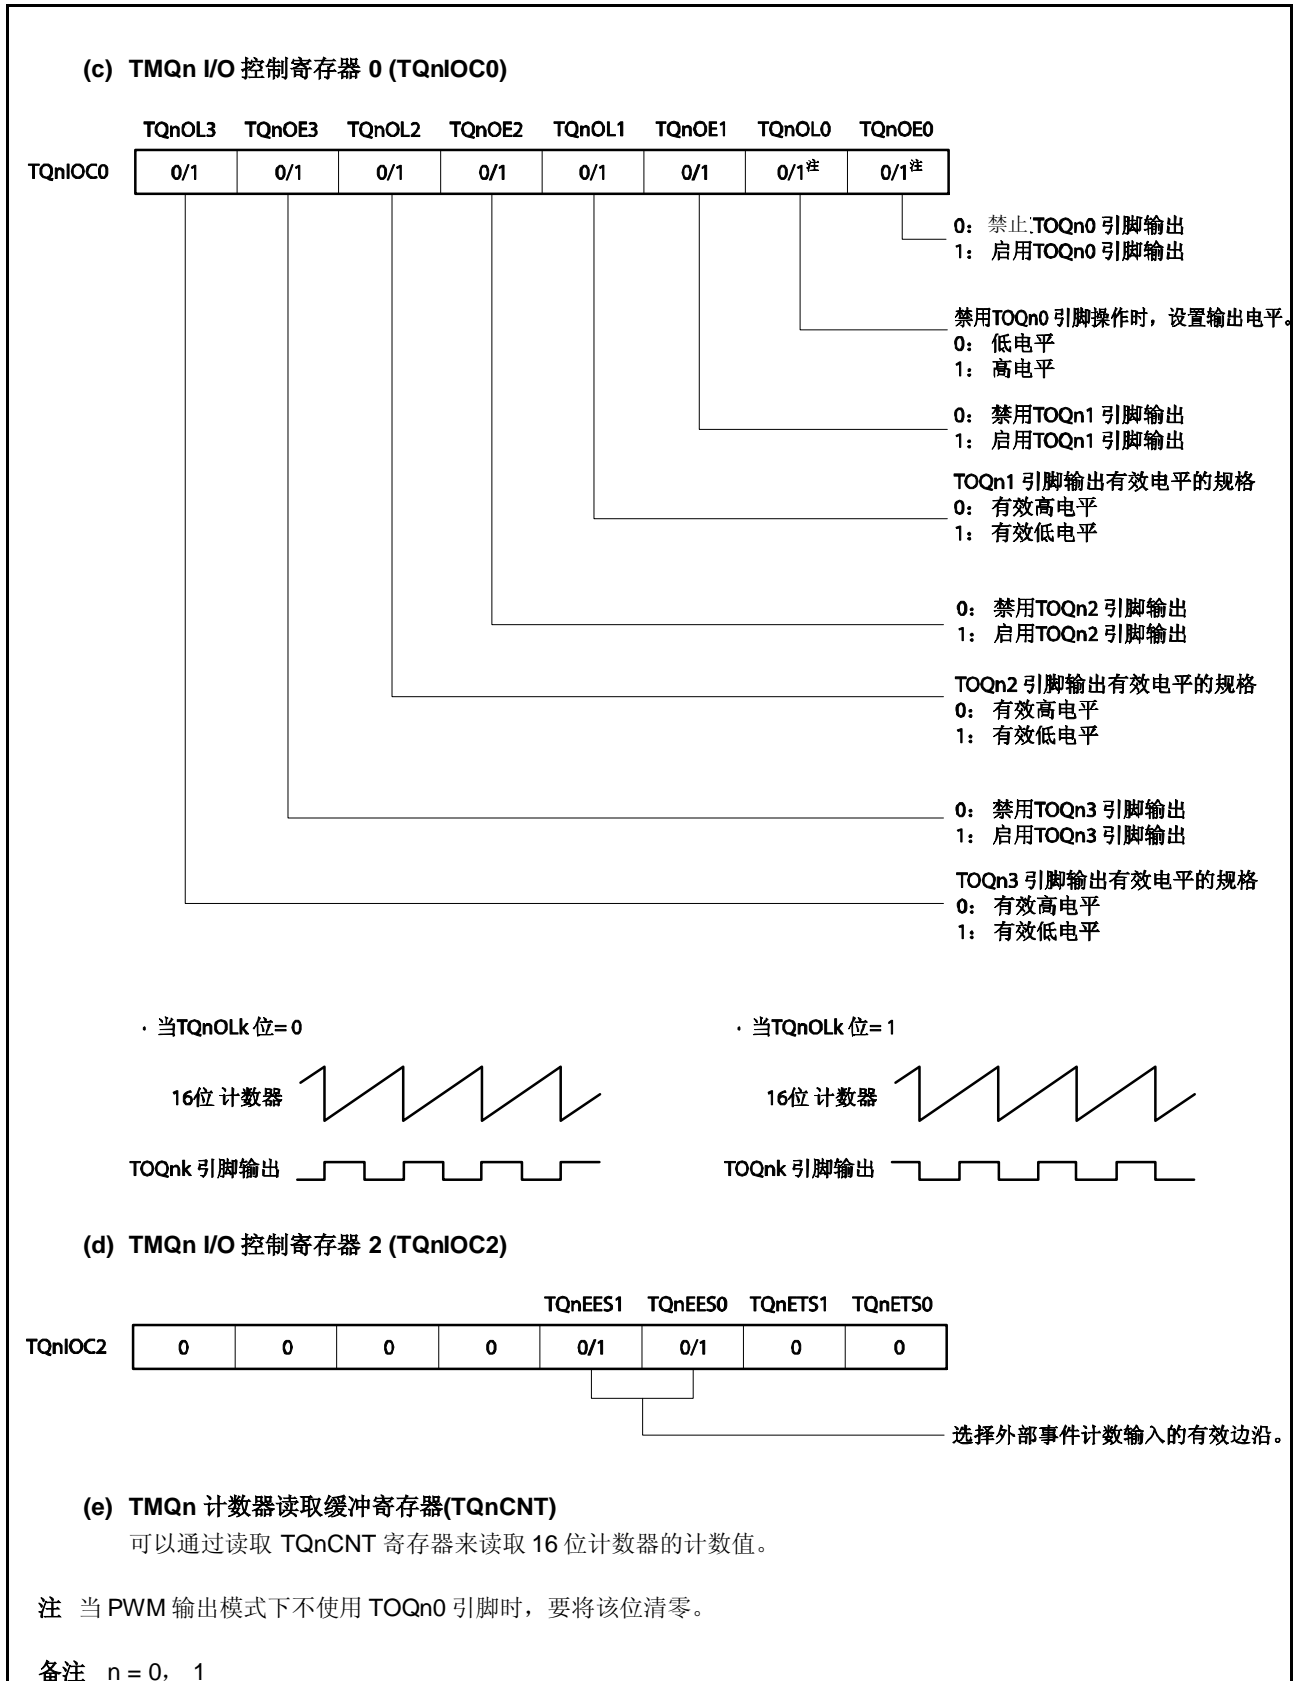 (c) TMQn I/O 控制寄存器 0 (TQnIOC0)
TQnOL3 TQnOE3 TQnOL2 TQnOE2 TQnOL1 TQnOE1 TQnOL0 TQnOE0
TQnIOC0 0/1 0/1 0/1 0/1 0/1 0/1 0/1注 0/1注
0： 禁止 TOQn0 引脚输出
1： 启用TOQn0 引脚输出
禁用TOQn0 引脚操作时，设置输出电平。
0： 低电平
1： 高电平
0： 禁用TOQn1 引脚输出
1： 启用TOQn1 引脚输出
TOQn1 引脚输出有效电平的规格
0： 有效高电平
1： 有效低电平
0： 禁用TOQn2 引脚输出
1： 启用TOQn2 引脚输出
TOQn2 引脚输出有效电平的规格
0： 有效高电平
1： 有效低电平
0： 禁用TOQn3 引脚输出
1： 启用TOQn3 引脚输出
TOQn3 引脚输出有效电平的规格
0： 有效高电平
1： 有效低电平
· 当TQnOLk 位= 0 · 当TQnOLk 位= 1
16位 计数器 16位 计数器
TOQnk 引脚输出 TOQnk 引脚输出
(d) TMQn I/O 控制寄存器 2 (TQnIOC2)
TQnEES1 TQnEES0 TQnETS1 TQnETS0
TQnIOC2 0 0 0 0 0/1 0/1 0 0
选择外部事件计数输入的有效边沿。
(e) TMQn 计数器读取缓冲寄存器(TQnCNT)
可以通过读取 TQnCNT 寄存器来读取 16 位计数器的计数值。
注 当 PWM 输出模式下不使用 TOQn0 引脚时，要将该位清零。
备注 n = 0， 1